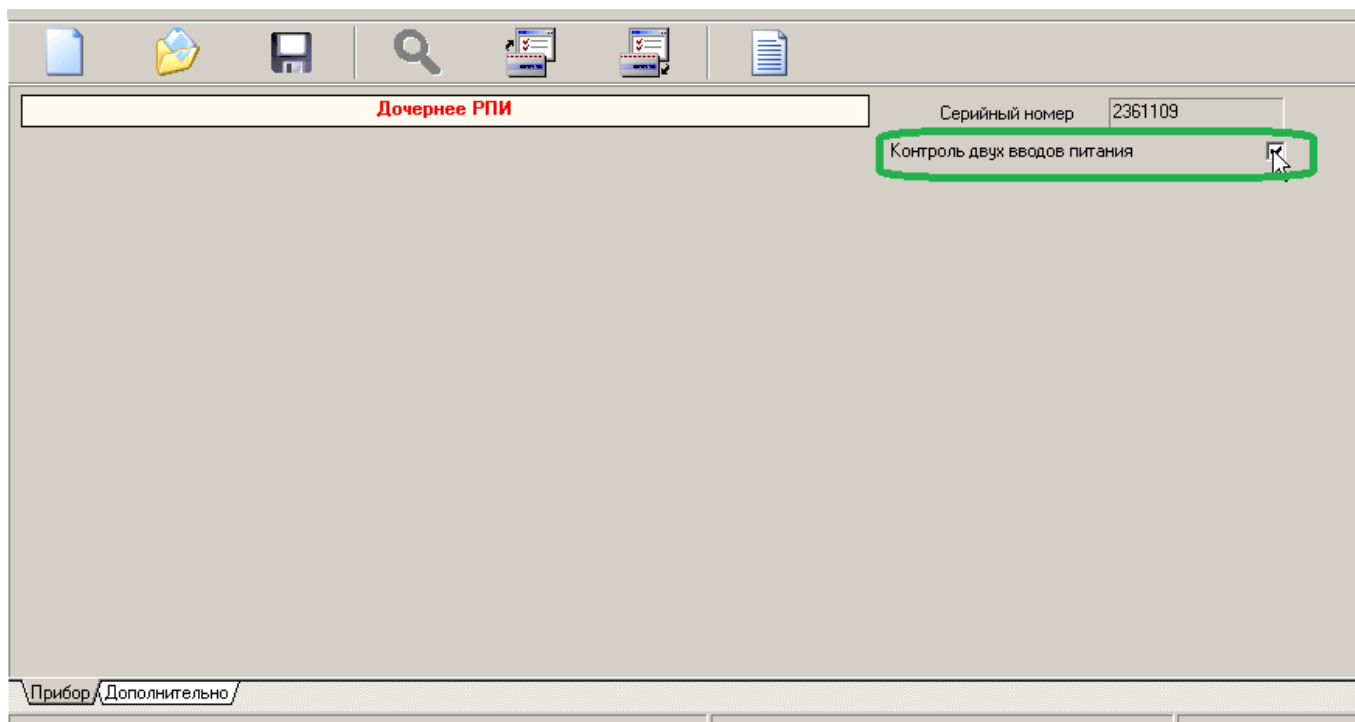 Дочернее РПИ
Серийный номер 2361109
Контроль двух вводов питания
Прибор Дополнительно